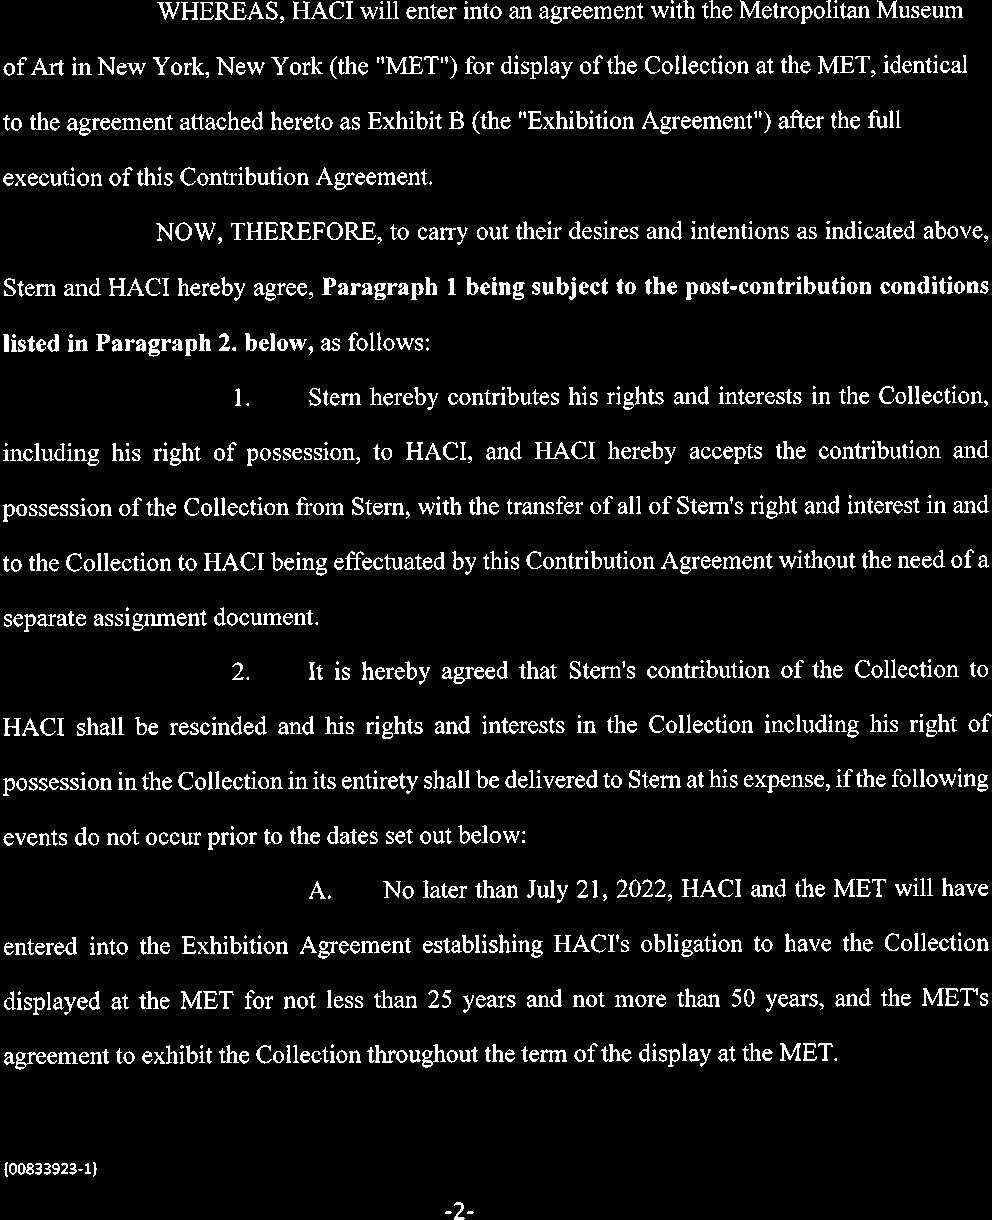 WHEREAS, HACI will enter into an agreement with the Metropolitan Museum
of Art in New York, New York (the "MET") for display of the Collection at the MET, identical
to the agreement attached hereto as Exhibit B (the "Exhibition Agreement") after the full
execution of this Contribution Agreement.
NOW, THEREFORE, to carry out their desires and intentions as indicated above,
Stern and HACI hereby agree, Paragraph 1 being subject to the post-contribution conditions
listed in Paragraph 2. below, as follows:
1. Stern hereby contributes his rights and interests in the Collection,
including his right of possession, to HACI, and HACI hereby accepts the contribution and
possession of the Collection from Stern, with the transfer of all of Stern's right and interest in and
to the Collection to HACI being effectuated by this Contribution Agreement without the need of a
separate assignment document.
2. It is hereby agreed that Stern's contribution of the Collection to
HACI shall be rescinded and his rights and interests in the Collection including his right of
possession in the Collection in its entirety shall be delivered to Stern at his expense, if the following
events do not occur prior to the dates set out below:
A. No later than July 21, 2022, HACI and the MET will have
entered into the Exhibition Agreement establishing HACI's obligation to have the Collection
displayed at the MET for not less than 25 years and not more than 50 years, and the MET's
agreement to exhibit the Collection throughout the term of the display at the MET.
{00833923-1}
-2-